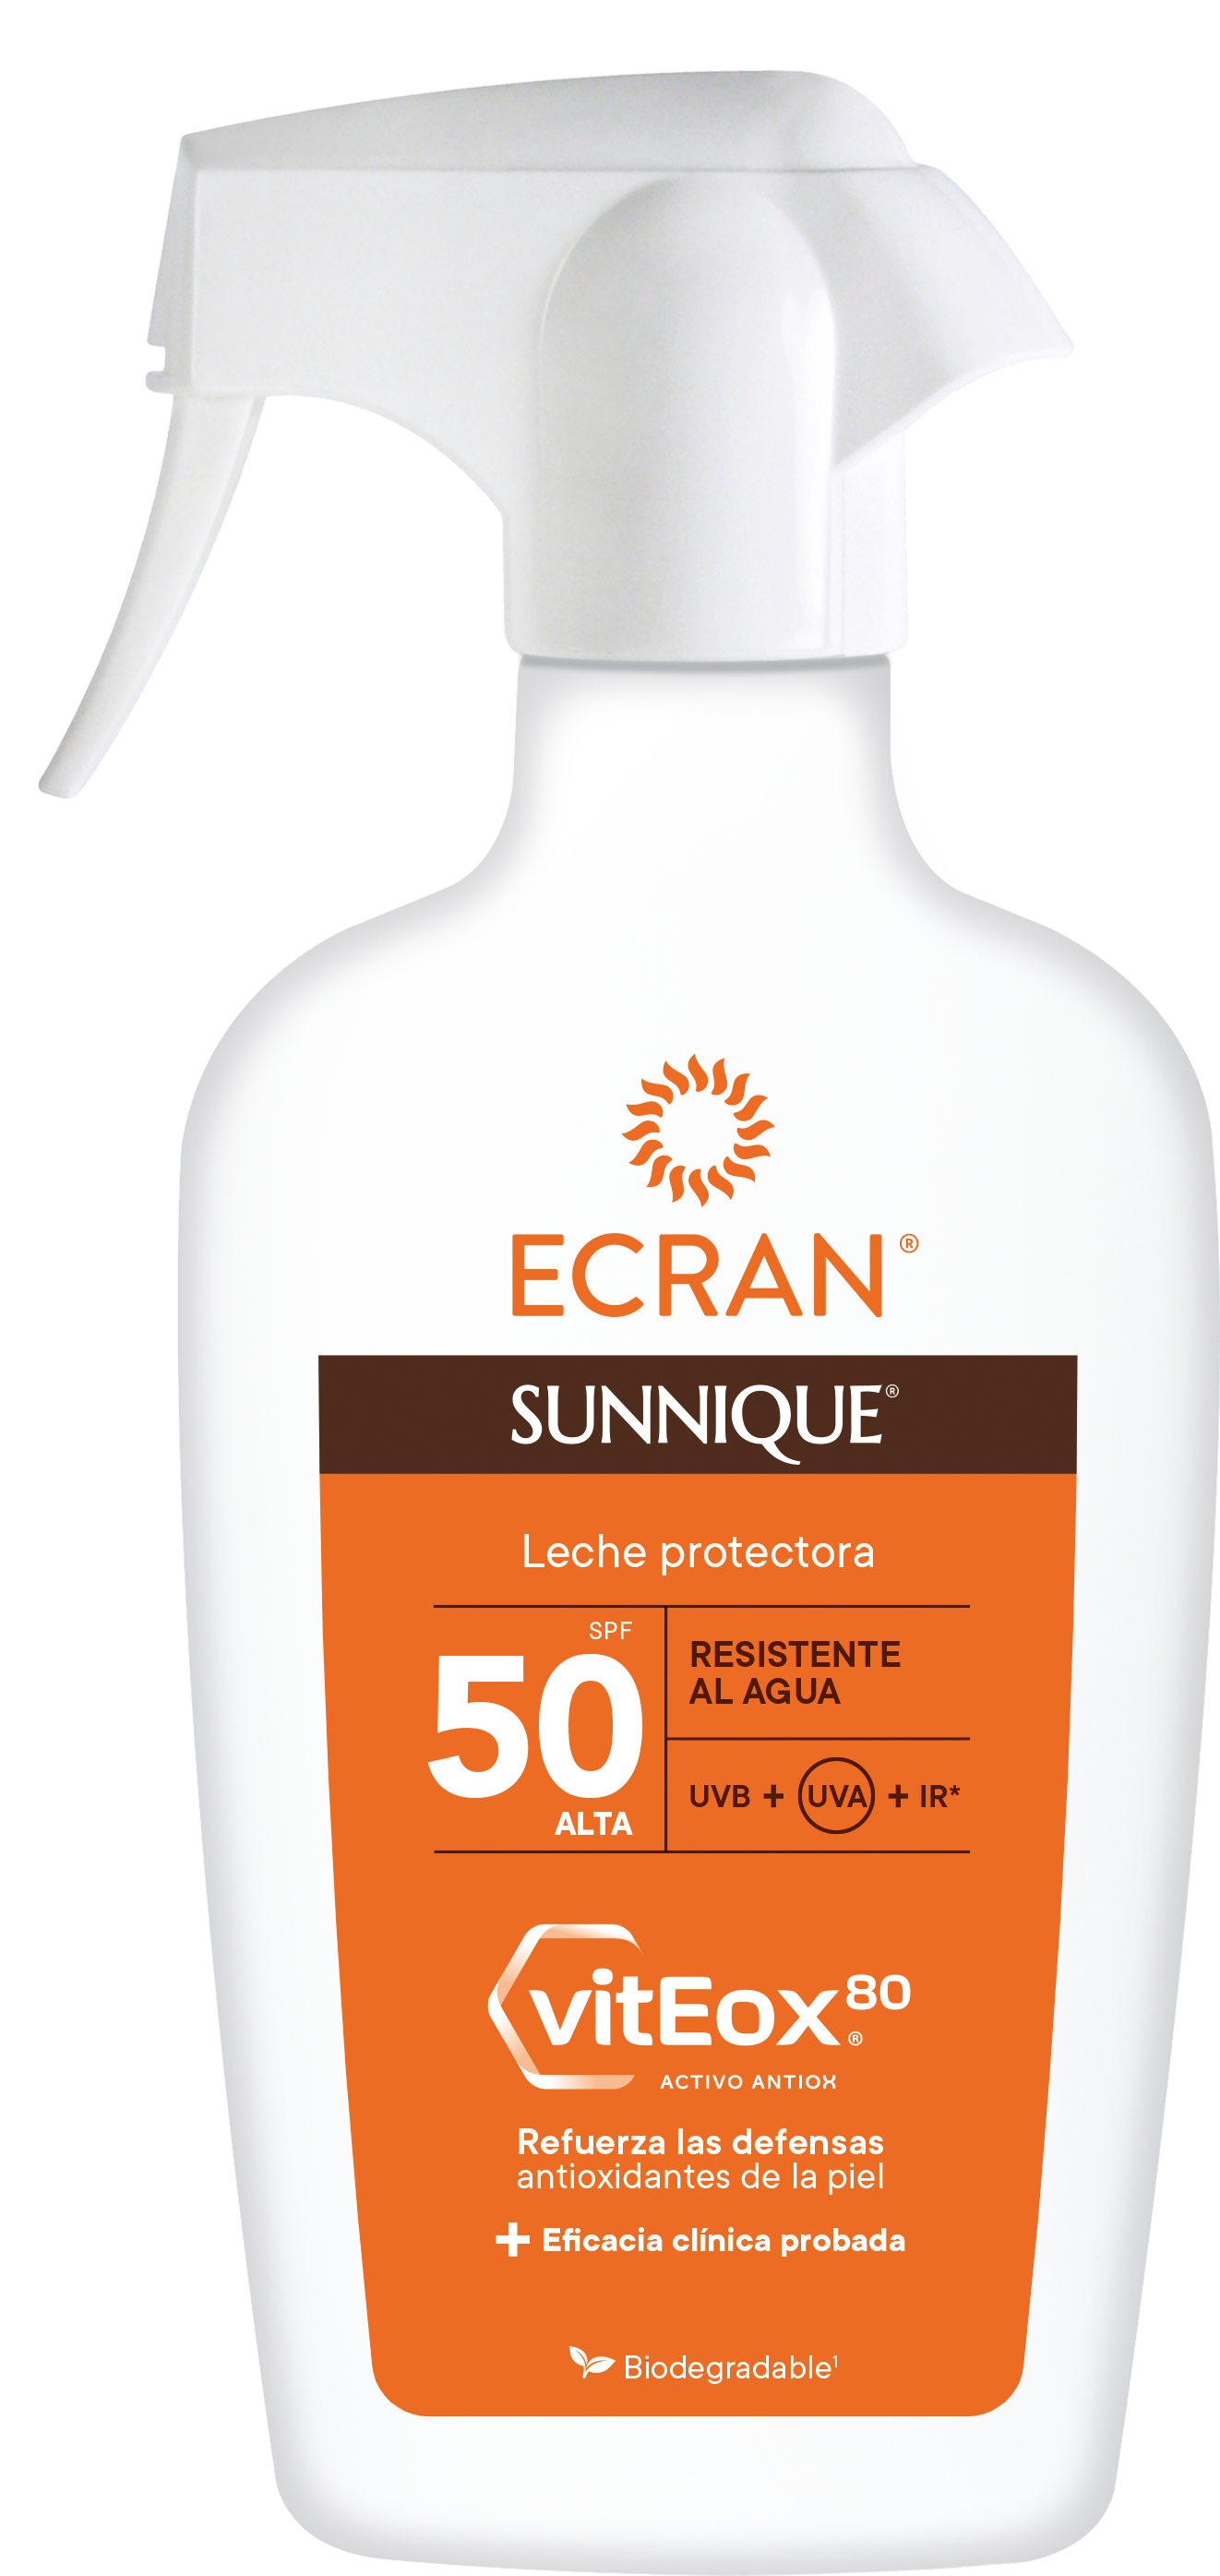 ECRAN®
SUNNIQUE®
Leche protectora
SPF
50
ALTA
RESISTENTE
AL AGUA
UVB + UVA + IR*
vitEox®80
ACTIVO ANTIOX
Refuerza las defensas
antioxidantes de la piel
+ Eficacia clínica probada
Biodegradable¹